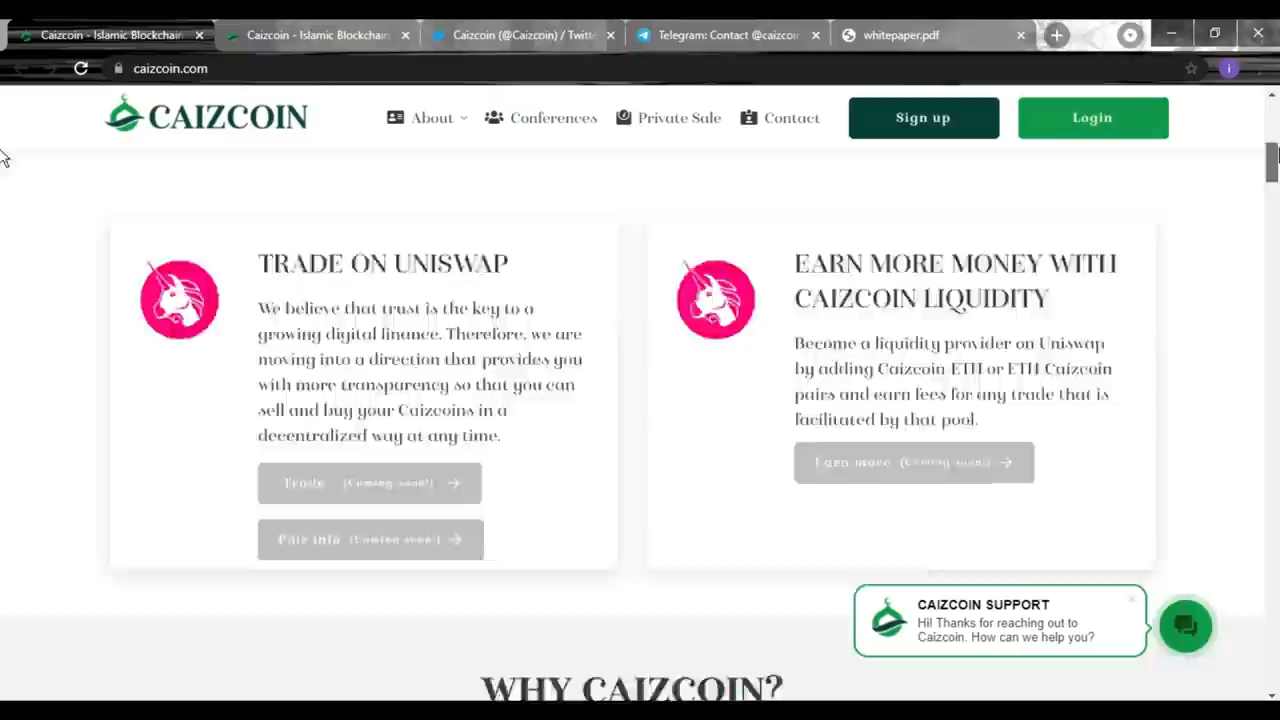 Caizcoin - Islamic Blockchain
Caizcoin - Islamic Blockchain
Caizcoin (@Caizcoin) / Twitte
Telegram: Contact @caizcoin
whitepaper.pdf
caizcoin.com
i
CAIZCOIN
About
Conferences
Private Sale
Contact
Sign up
Login
TRADE ON UNISWAP
We believe that trust is the key to a
growing digital finance. Therefore, we are
moving into a direction that provides you
with more transparency so that you can
sell and buy your Caizcoins in a
decentralized way at any time.
Trade (Coming soon!)
Pair info (Coming soon!)
EARN MORE MONEY WITH
CAIZCOIN LIQUIDITY
Become a liquidity provider on Uniswap
by adding Caizcoin-ETH or ETH-Caizcoin
pairs and earn fees for any trade that is
facilitated by that pool.
Earn more (Coming soon!)
CAIZCOIN SUPPORT
Hi! Thanks for reaching out to
Caizcoin. How can we help you?
WHY CAIZCOIN?